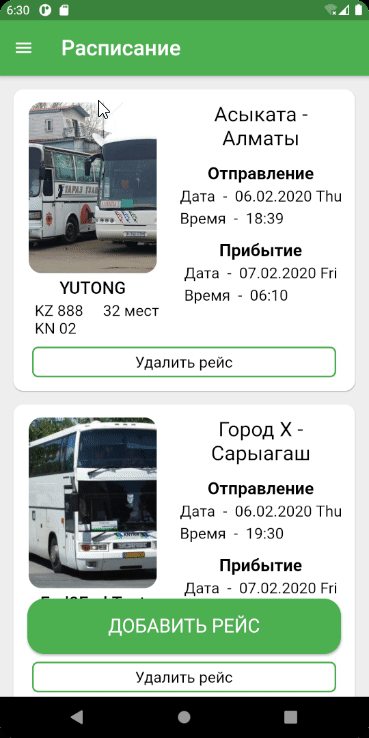 6:30
Расписание
Асыката -
Алматы
Отправление
Дата - 06.02.2020 Thu
Время - 18:39
Прибытие
Дата - 07.02.2020 Fri
Время - 06:10
YUTONG
KZ 888 32 мест
KN 02
Удалить рейс
Город X -
Сарыагаш
Отправление
Дата - 06.02.2020 Thu
Время - 19:30
Прибытие
Дата - 07.02.2020 Fri
ДОБАВИТЬ РЕЙС
Удалить рейс